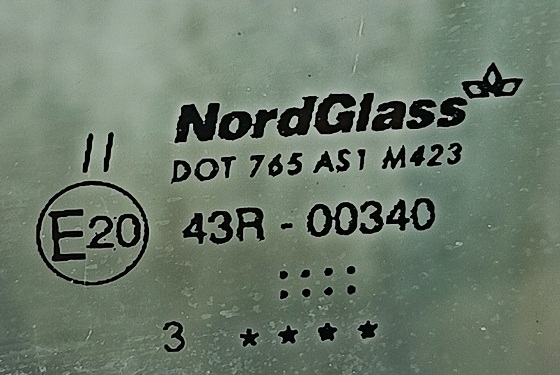 NordGlass
II
DOT 765 AS1 M423
E20
43R - 00340
3 ★ ★ ★ ★